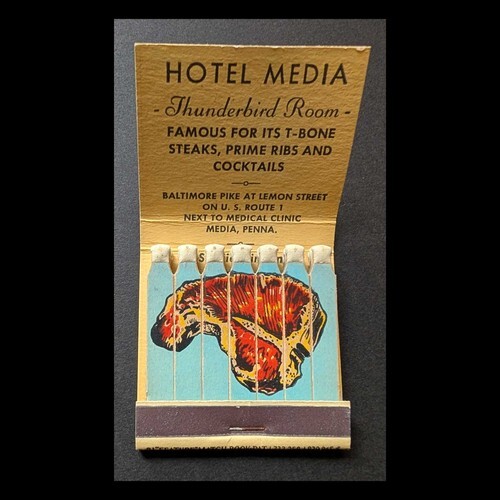 HOTEL MEDIA
- Thunderbird Room -
FAMOUS FOR ITS T-BONE
STEAKS, PRIME RIBS AND
COCKTAILS
BALTIMORE PIKE AT LEMON STREET
ON U. S. ROUTE 1
NEXT TO MEDICAL CLINIC
MEDIA, PENNA.